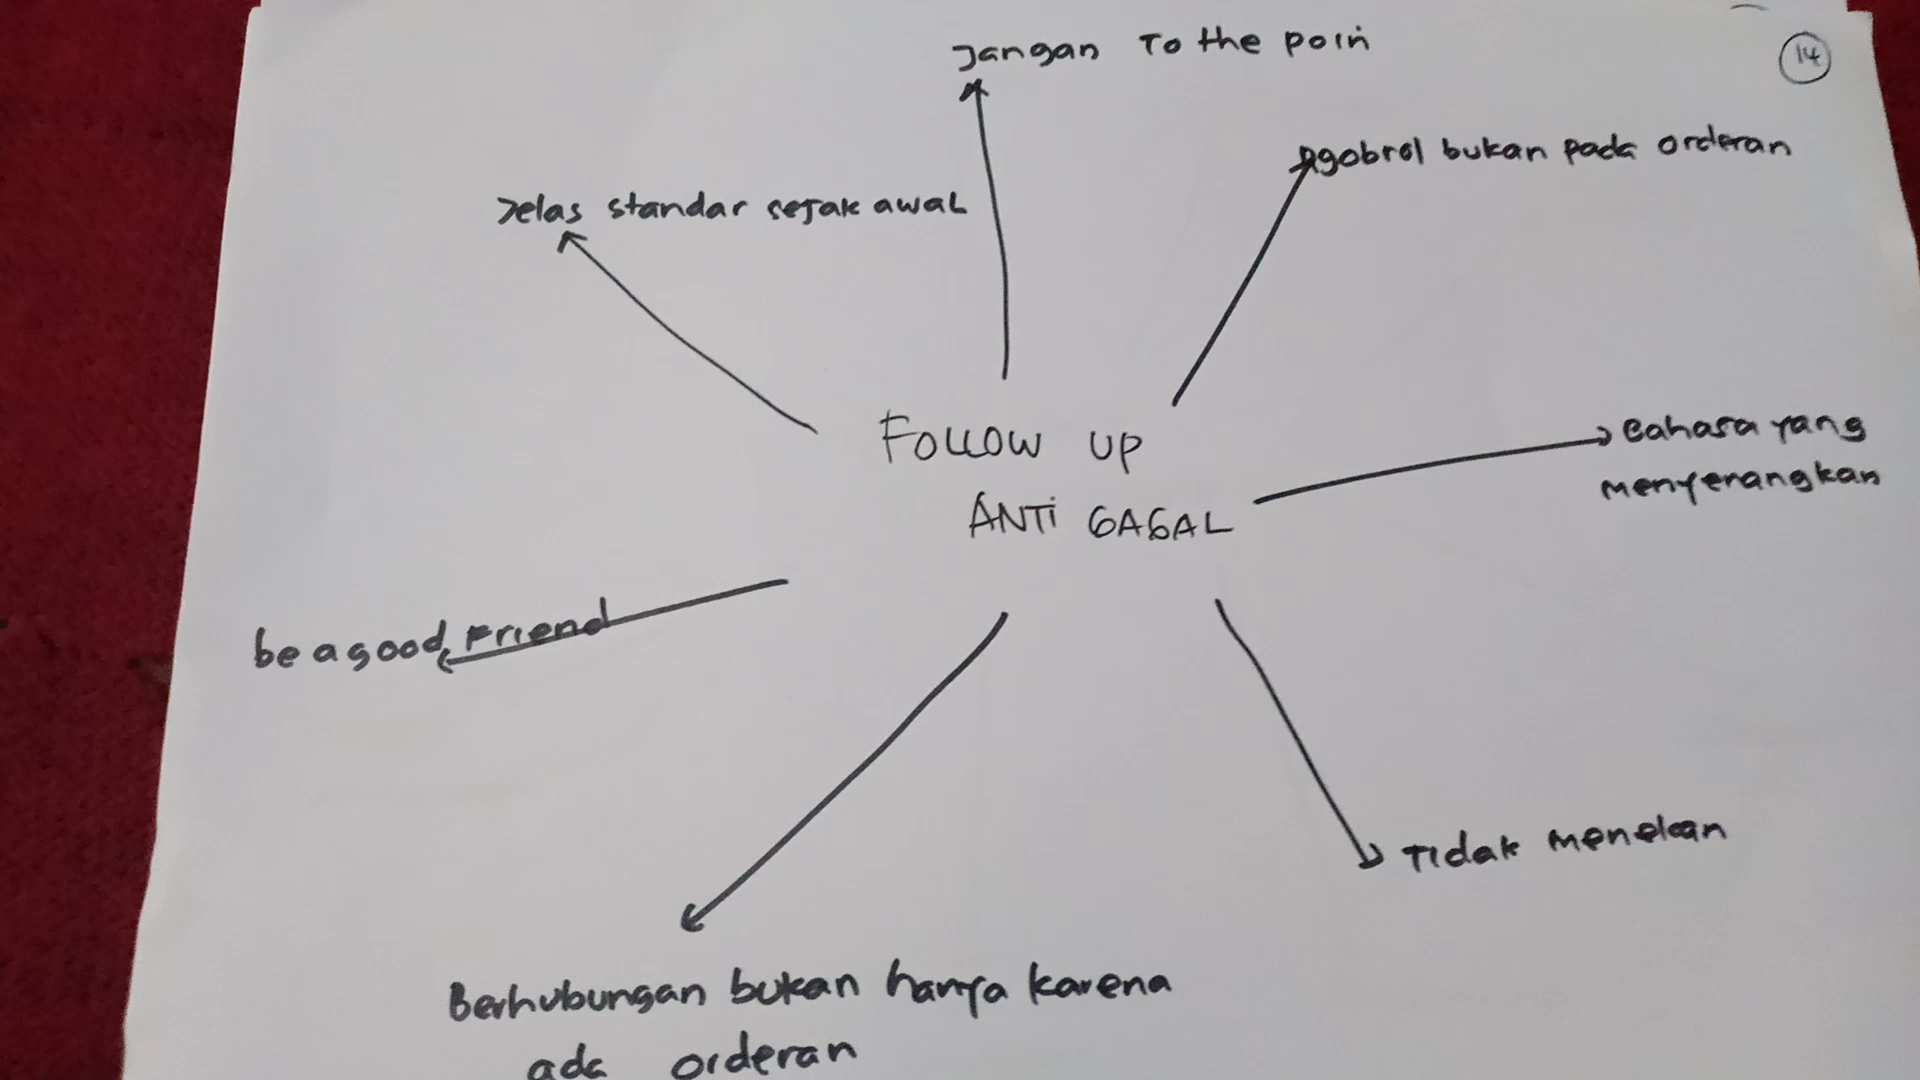 Jangan To the poin
14
ngobrol bukan pada orderan
Jelas standar sejak awal
Follow up
ANTi GAGAL
Bahasa yang
menyenangkan
be a good Friend
Tidak menekan
Berhubungan bukan hanya karena
ada orderan